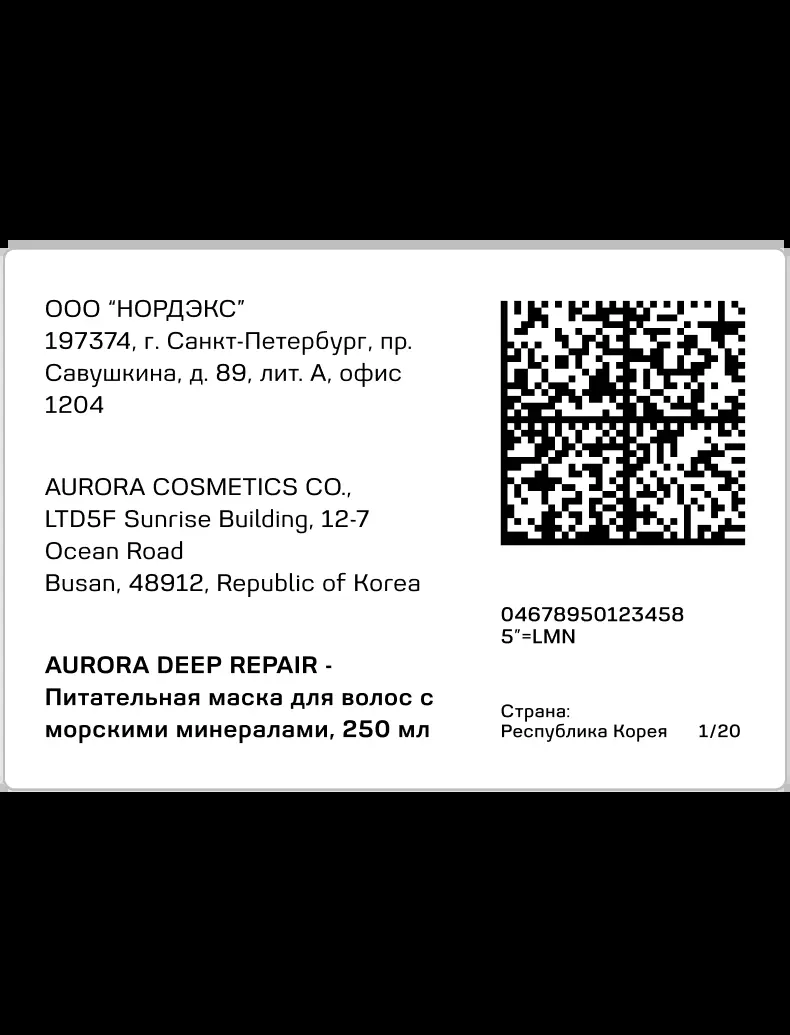 ООО “НОРДЭКС”
197374, г. Санкт-Петербург, пр.
Савушкина, д. 89, лит. А, офис
1204
AURORA COSMETICS CO.,
LTD5F Sunrise Building, 12-7
Ocean Road
Busan, 48912, Republic of Korea
AURORA DEEP REPAIR -
Питательная маска для волос с
морскими минералами, 250 мл
04678950123458
5”=LMN
Страна:
Республика Корея 1/20